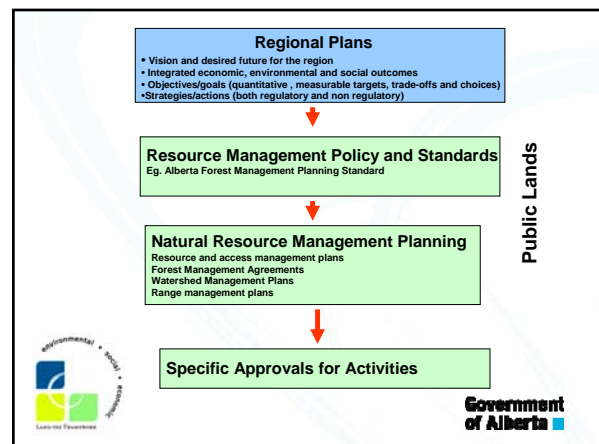 Regional Plans
• Vision and desired future for the region
• Integrated economic, environmental and social outcomes
• Objectives/goals (quantitative , measurable targets, trade-offs and choices)
•Strategies/actions (both regulatory and non regulatory)
Resource Management Policy and Standards
Eg. Alberta Forest Management Planning Standard
Public Lands
Natural Resource Management Planning
Resource and access management plans
Forest Management Agreements
Watershed Management Plans
Range management plans
Specific Approvals for Activities
environmental • social • economic
LAND-USE FRAMEWORK
Government
of Alberta